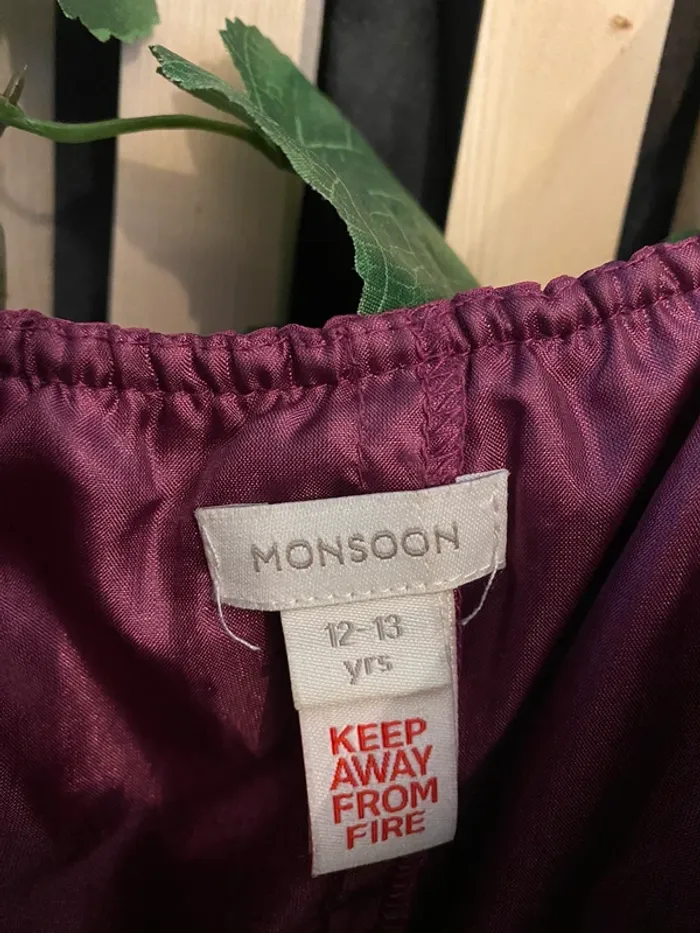 MONSOON
12-13
yrs
KEEP
AWAY
FROM
FIRE